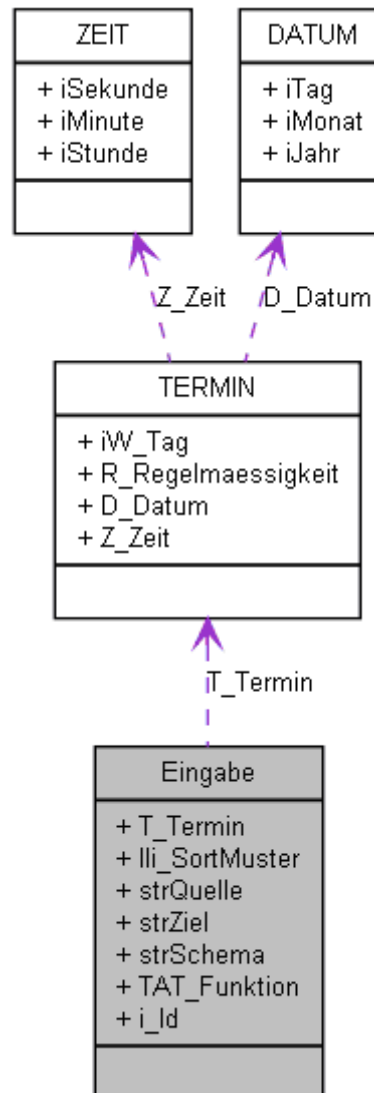 ZEIT
+ iSekunde
+ iMinute
+ iStunde
DATUM
+ iTag
+ iMonat
+ iJahr
Z_Zeit
D_Datum
TERMIN
+ iW_Tag
+ R_Regelmaessigkeit
+ D_Datum
+ Z_Zeit
T_Termin
Eingabe
+ T_Termin
+ lli_SortMuster
+ strQuelle
+ strZiel
+ strSchema
+ TAT_Funktion
+ i_Id